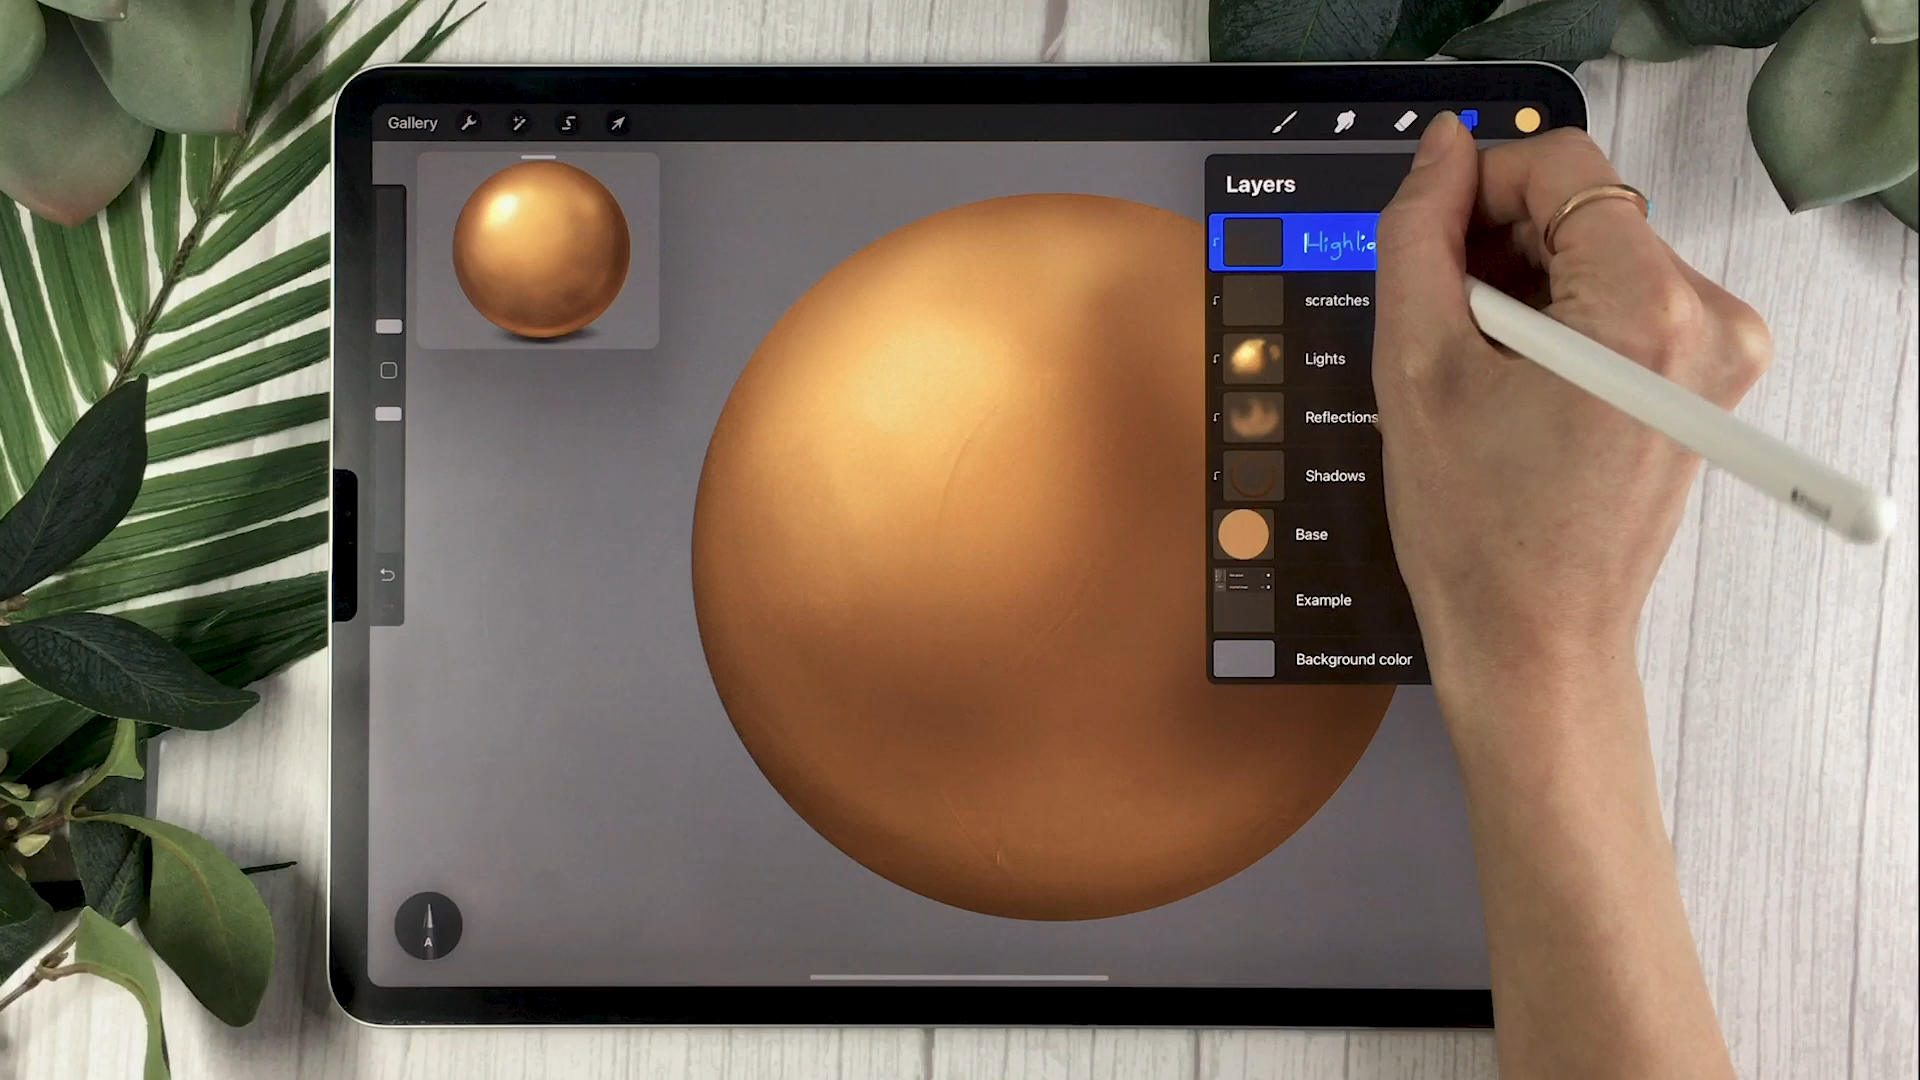 Gallery
Layers
scratches
Lights
Reflections
Shadows
Base
Example
Background color
A